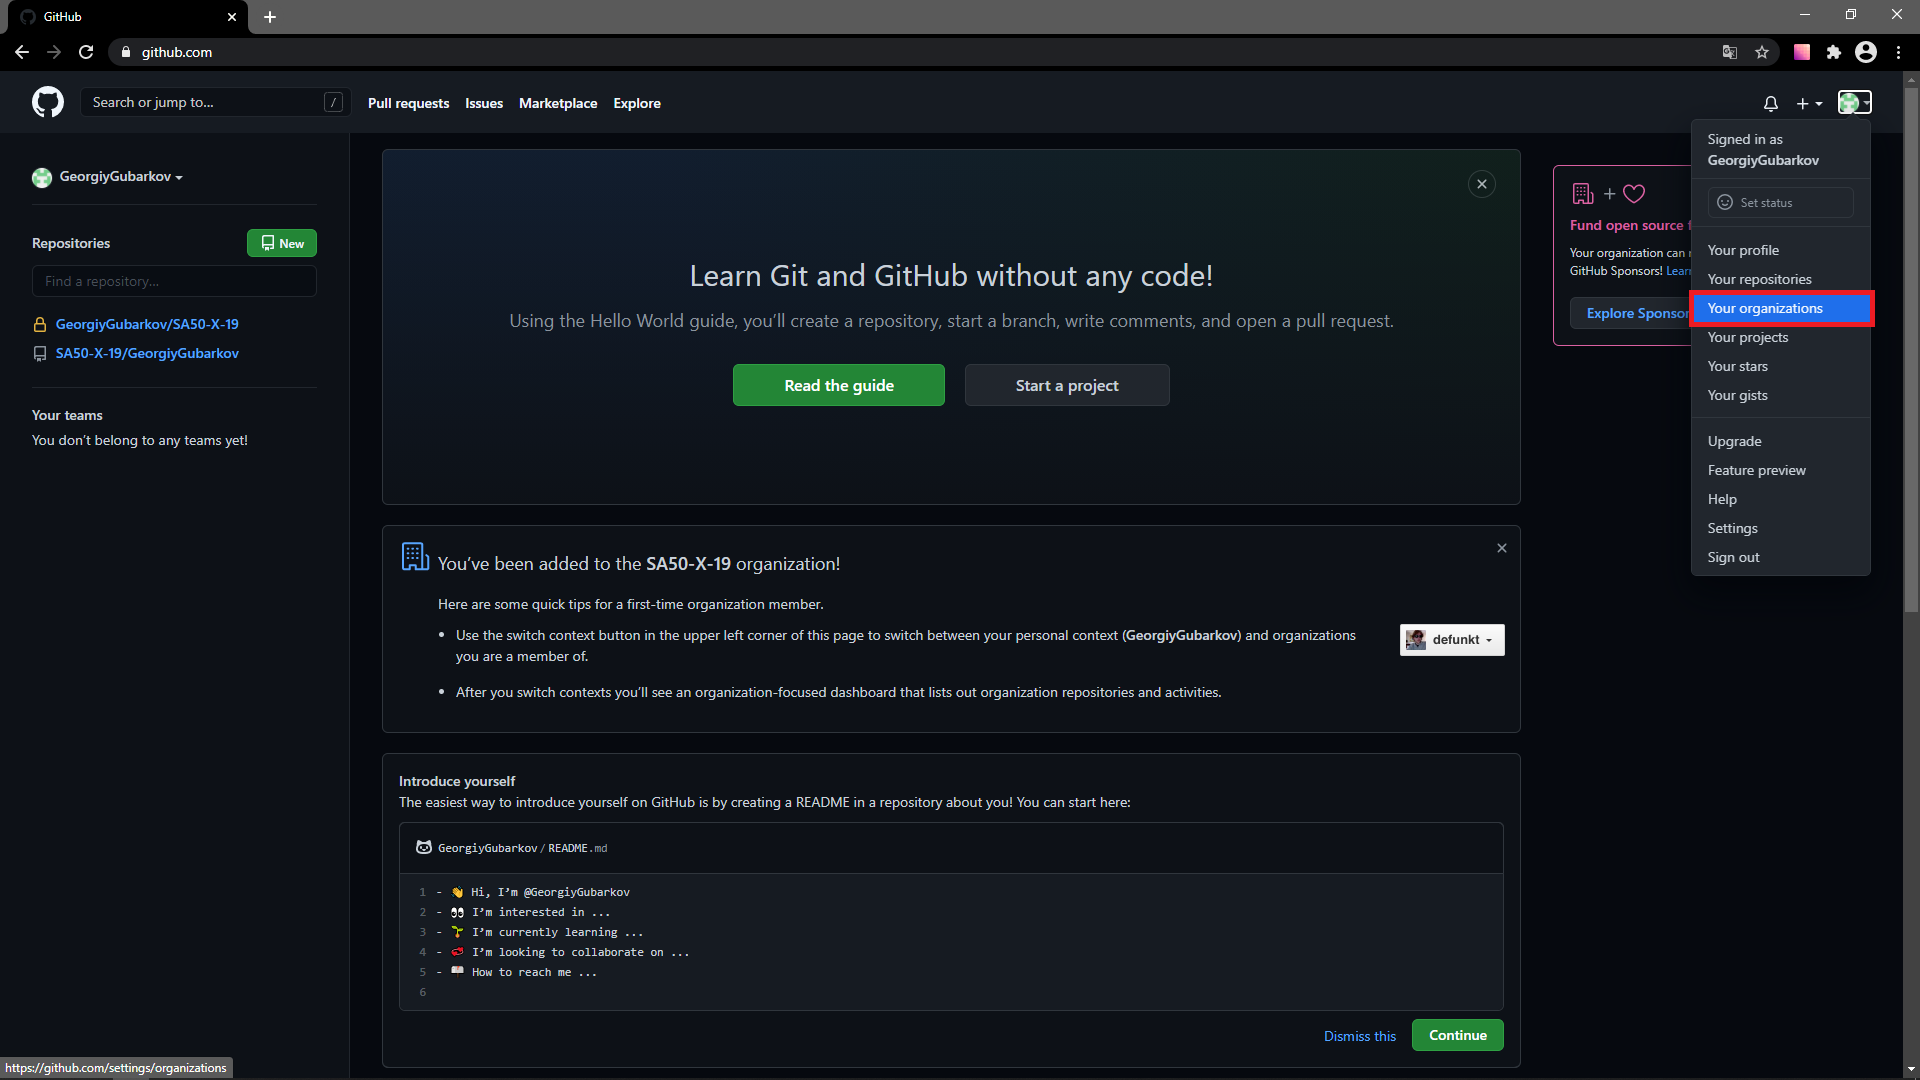 GitHub
github.com
Search or jump to... /
Pull requests Issues Marketplace Explore
GeorgiyGubarkov
Repositories
New
Find a repository...
GeorgiyGubarkov/SA50-X-19
SA50-X-19/GeorgiyGubarkov
Your teams
You don't belong to any teams yet!
Learn Git and GitHub without any code!
Using the Hello World guide, you'll create a repository, start a branch, write comments, and open a pull request.
Read the guide
Start a project
You've been added to the SA50-X-19 organization!
Here are some quick tips for a first-time organization member.
Use the switch context button in the upper left corner of this page to switch between your personal context (GeorgiyGubarkov) and organizations
you are a member of.
defunkt
After you switch contexts you'll see an organization-focused dashboard that lists out organization repositories and activities.
Introduce yourself
The easiest way to introduce yourself on GitHub is by creating a README in a repository about you! You can start here:
GeorgiyGubarkov/README.md
1 - 👋 Hi, I'm @GeorgiyGubarkov
2 - 👀 I'm interested in ...
3 - 🌱 I'm currently learning ...
4 - 💞️ I'm looking to collaborate on ...
5 - 📫 How to reach me ...
6
Dismiss this
Continue
Fund open source
Your organization can
GitHub Sponsors! Learn
Explore Sponsor
Signed in as
GeorgiyGubarkov
Set status
Your profile
Your repositories
Your organizations
Your projects
Your stars
Your gists
Upgrade
Feature preview
Help
Settings
Sign out
https://github.com/settings/organizations